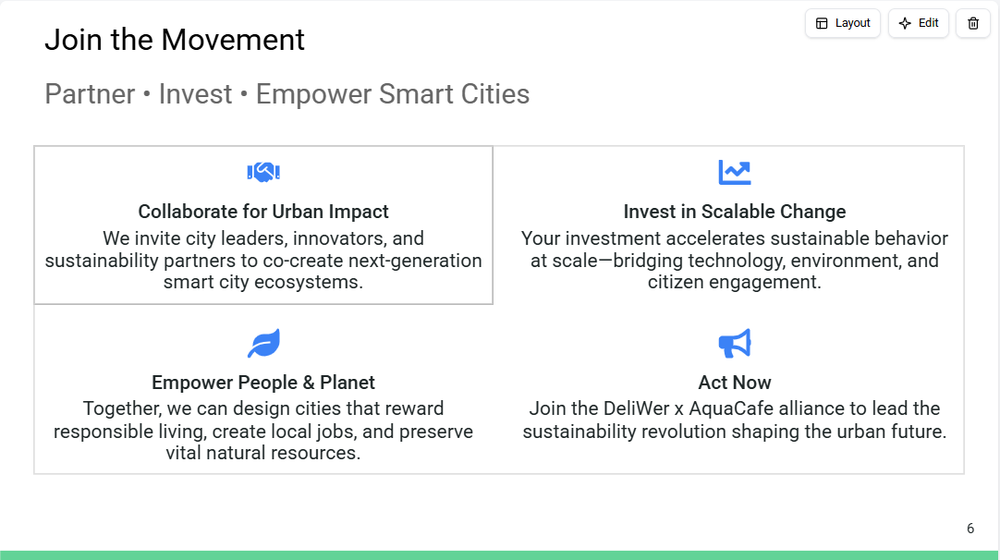 Layout
Edit
Join the Movement
Partner • Invest • Empower Smart Cities
Collaborate for Urban Impact
We invite city leaders, innovators, and
sustainability partners to co-create next-generation
smart city ecosystems.
Invest in Scalable Change
Your investment accelerates sustainable behavior
at scale—bridging technology, environment, and
citizen engagement.
Empower People & Planet
Together, we can design cities that reward
responsible living, create local jobs, and preserve
vital natural resources.
Act Now
Join the DeliWer x AquaCafe alliance to lead the
sustainability revolution shaping the urban future.
6